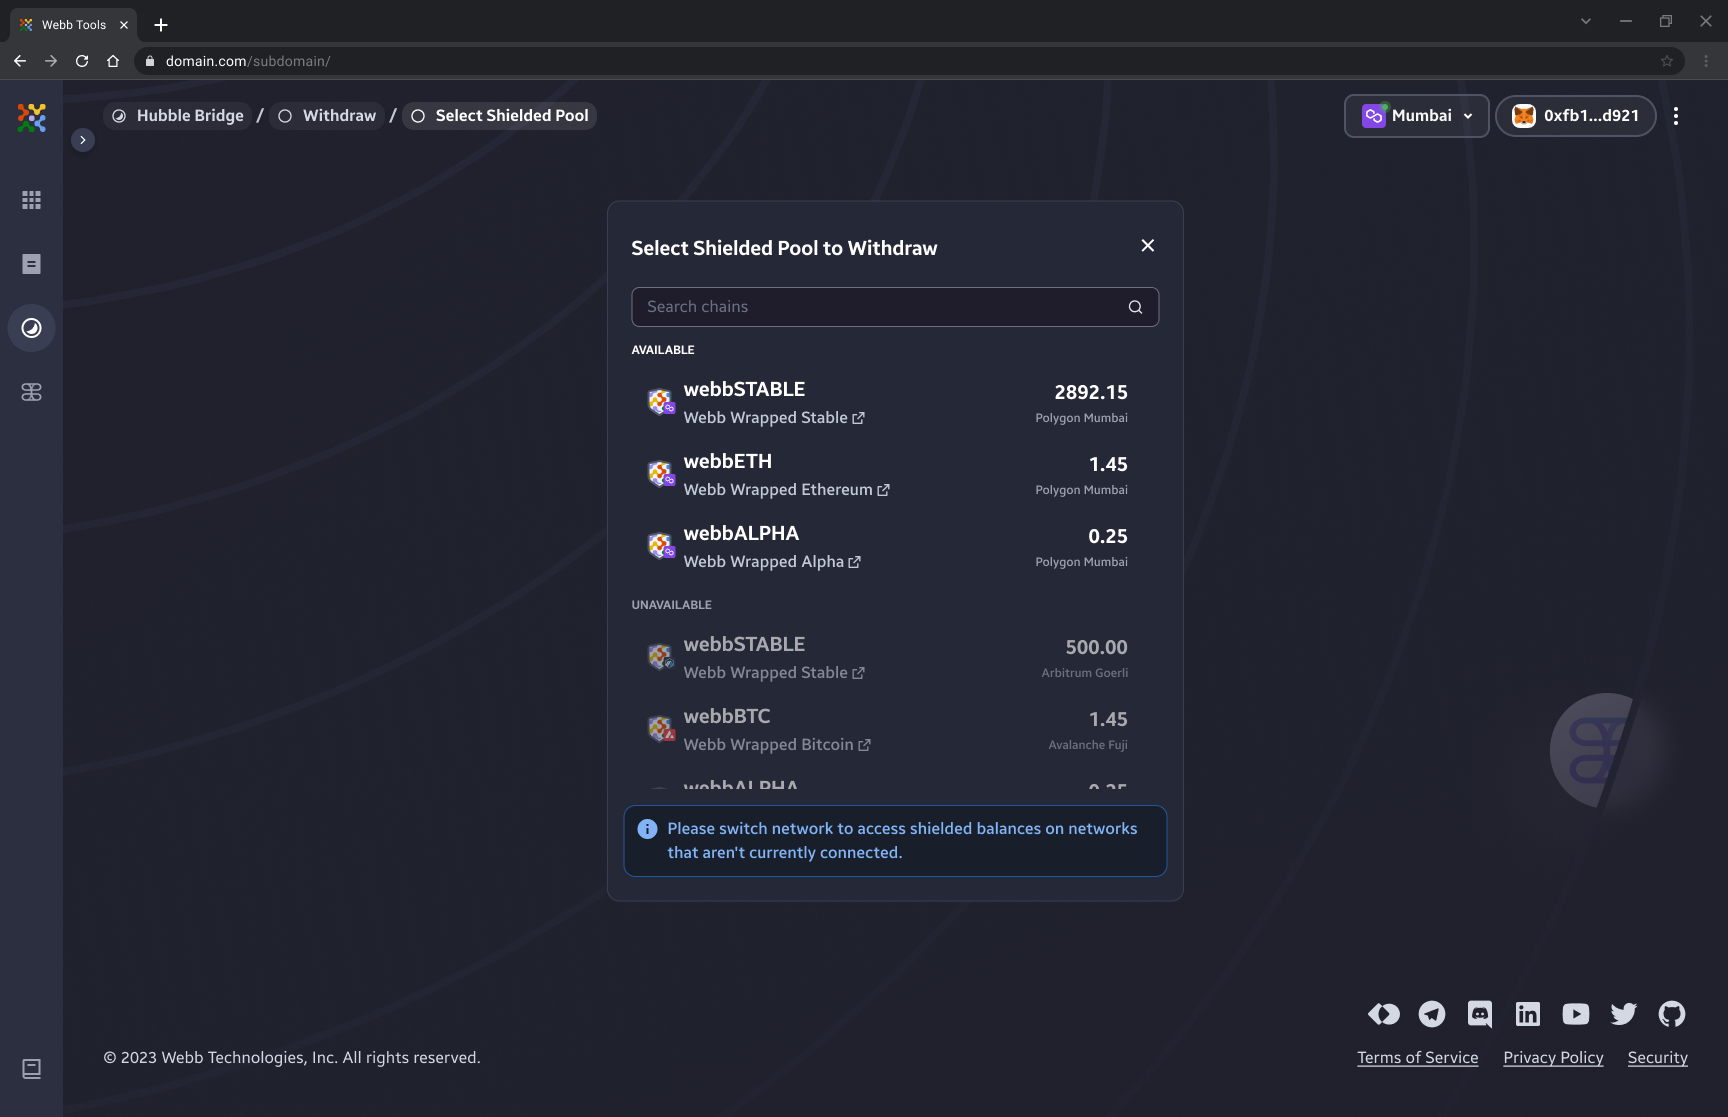 Webb Tools
domain.com/subdomain/
Hubble Bridge / Withdraw / Select Shielded Pool
Mumbai
0xfb1...d921
Select Shielded Pool to Withdraw
Search chains
AVAILABLE
webbSTABLE
2892.15
Webb Wrapped Stable
Polygon Mumbai
webbETH
1.45
Webb Wrapped Ethereum
Polygon Mumbai
webbALPHA
0.25
Webb Wrapped Alpha
Polygon Mumbai
UNAVAILABLE
webbSTABLE
500.00
Webb Wrapped Stable
Arbitrum Goerli
webbBTC
1.45
Webb Wrapped Bitcoin
Avalanche Fuji
webbALPHA
0.25
Please switch network to access shielded balances on networks
that aren't currently connected.
© 2023 Webb Technologies, Inc. All rights reserved.
Terms of Service
Privacy Policy
Security